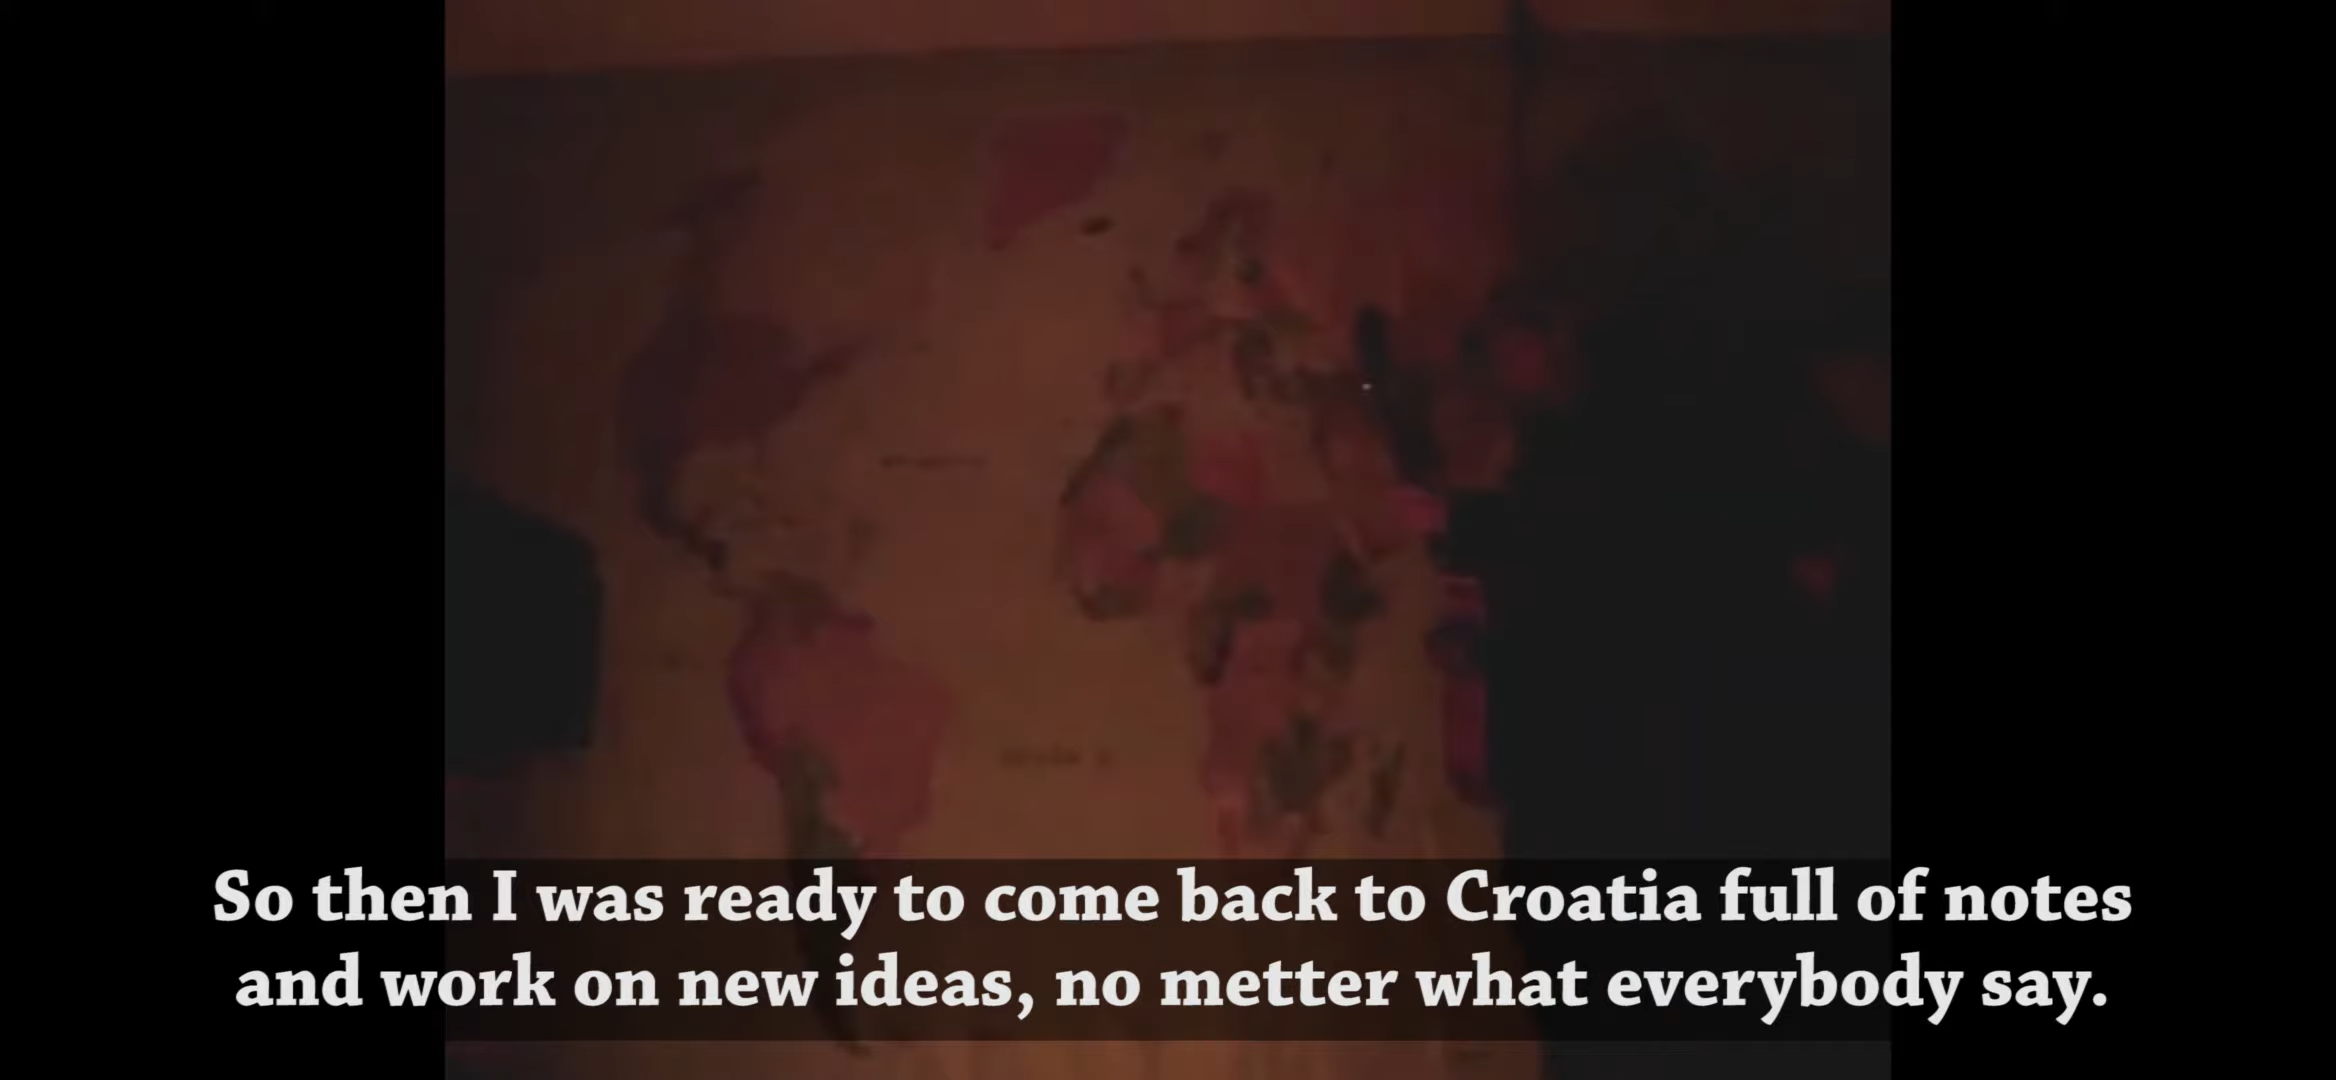 So then I was ready to come back to Croatia full of notes
and work on new ideas, no metter what everybody say.